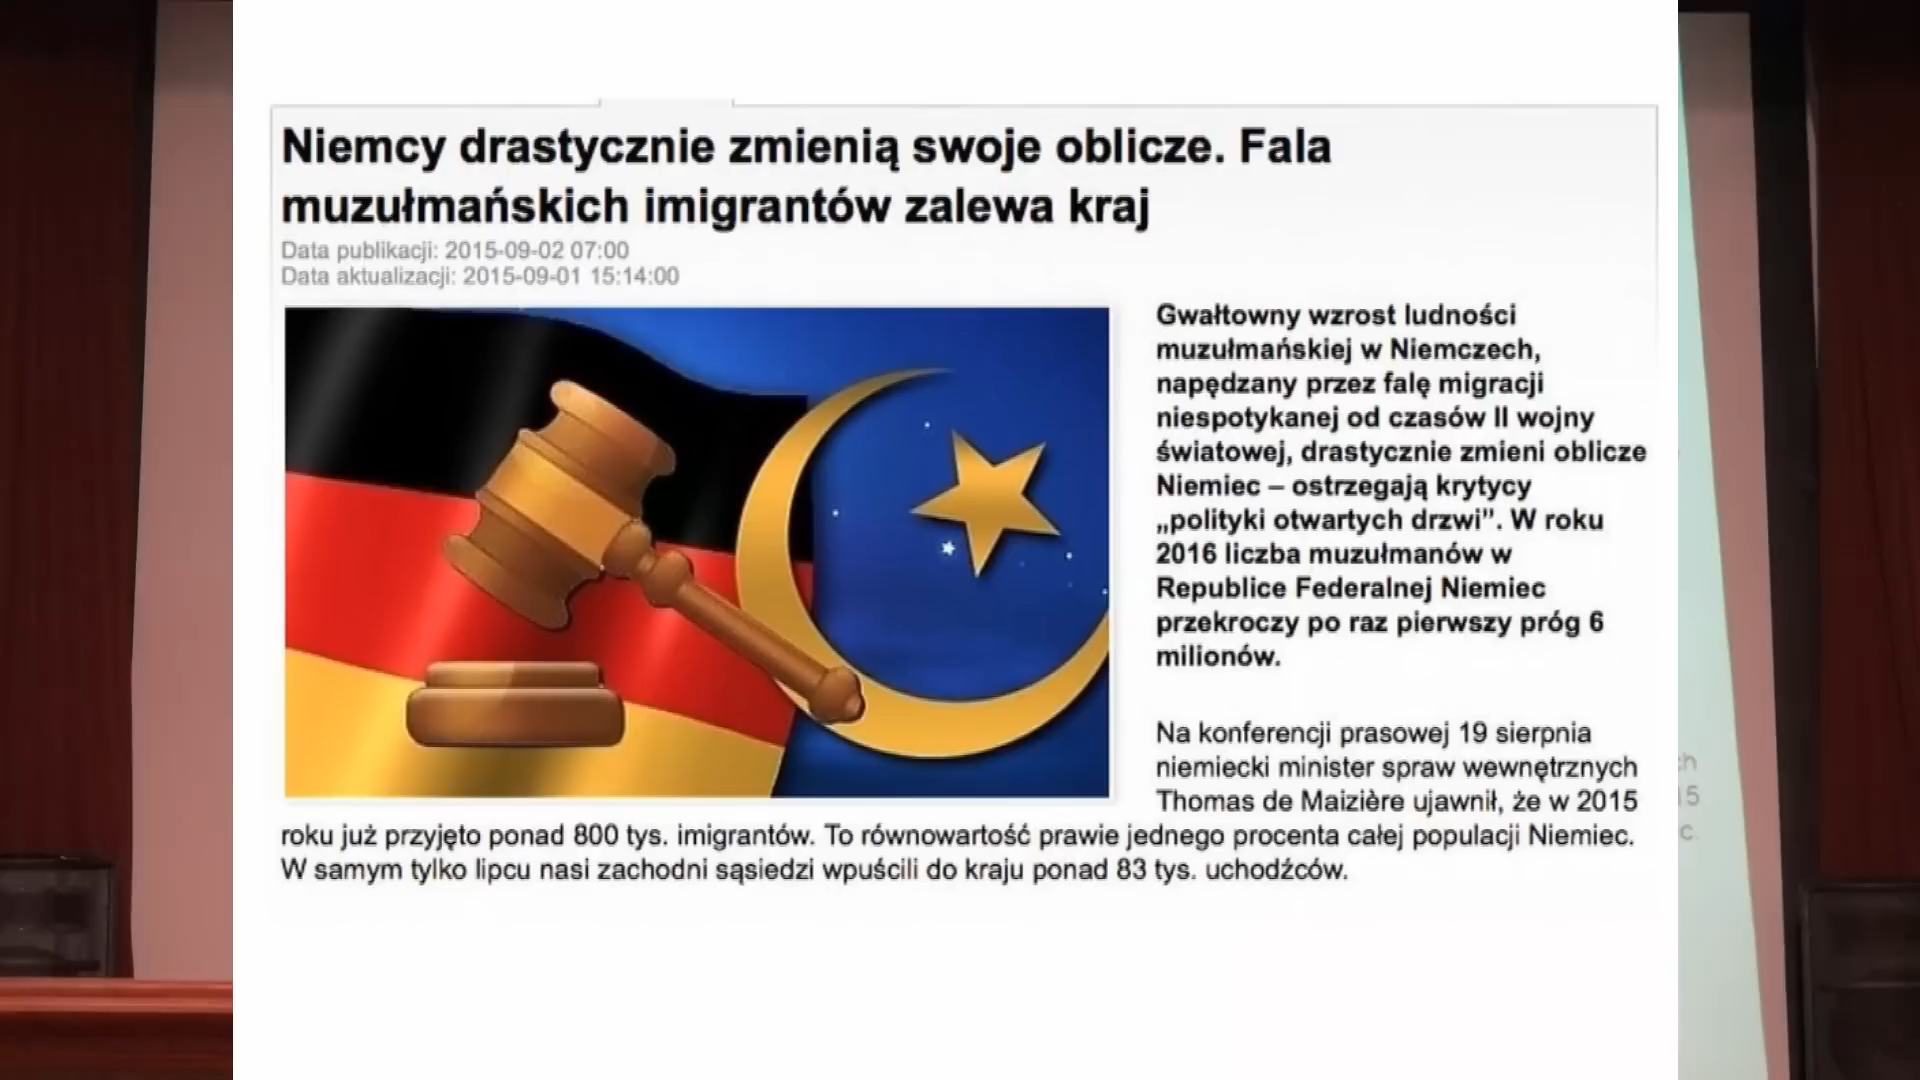 Niemcy drastycznie zmienią swoje oblicze. Fala
muzułmańskich imigrantów zalewa kraj
Data publikacji: 2015-09-02 07:00
Data aktualizacji: 2015-09-01 15:14:00
Gwałtowny wzrost ludności
muzułmańskiej w Niemczech,
napędzany przez falę migracji
niespotykanej od czasów II wojny
światowej, drastycznie zmieni oblicze
Niemiec – ostrzegają krytycy
„polityki otwartych drzwi”. W roku
2016 liczba muzułmanów w
Republice Federalnej Niemiec
przekroczy po raz pierwszy próg 6
milionów.
Na konferencji prasowej 19 sierpnia
niemiecki minister spraw wewnętrznych
Thomas de Maizière ujawnił, że w 2015
roku już przyjęto ponad 800 tys. imigrantów. To równowartość prawie jednego procenta całej populacji Niemiec.
W samym tylko lipcu nasi zachodni sąsiedzi wpuścili do kraju ponad 83 tys. uchodźców.